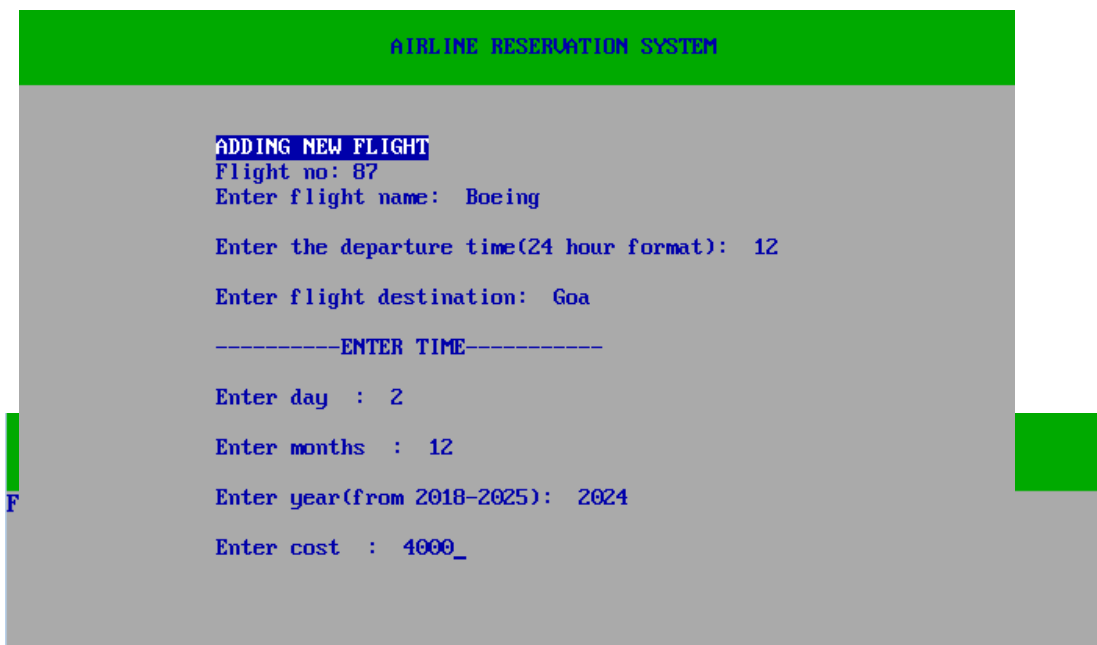 AIRLINE RESERVATION SYSTEM
ADDING NEW FLIGHT
Flight no: 87
Enter flight name:  Boeing
Enter the departure time(24 hour format):  12
Enter flight destination:  Goa
----------ENTER TIME-----------
Enter day  :  2
Enter months  :  12
Enter year(from 2018-2025):  2024
F
Enter cost  :  4000_